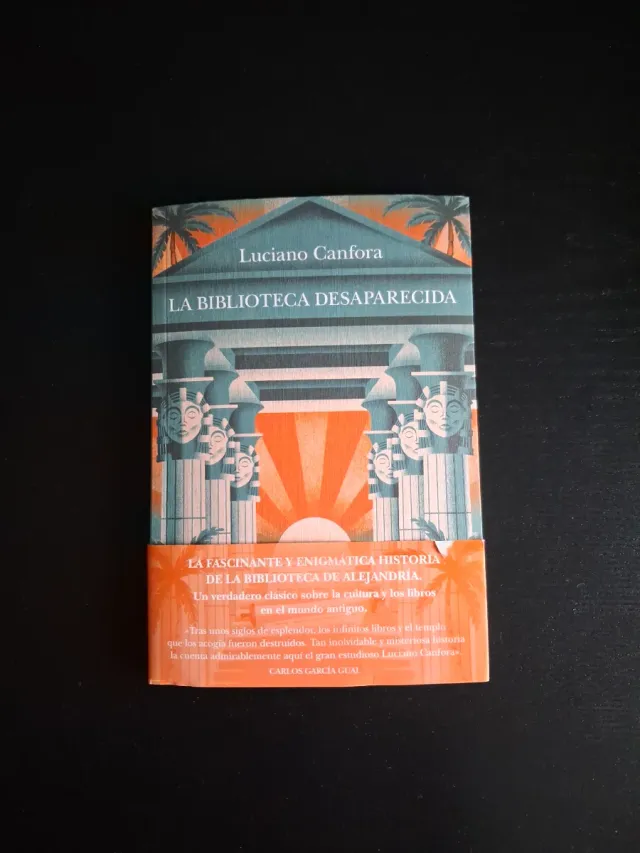 Luciano Canfora
LA BIBLIOTECA DESAPARECIDA
LA FASCINANTE Y ENIGMÁTICA HISTORIA
DE LA BIBLIOTECA DE ALEJANDRÍA.
Un verdadero clásico sobre la cultura y los libros
en el mundo antiguo.
«Tras unos siglos de esplendor, los infinitos libros y el templo
que los acogía fueron destruidos. Tan inolvidable y misteriosa historia
la cuenta admirablemente aquí el gran estudioso Luciano Canfora».
CARLOS GARCÍA GUAL